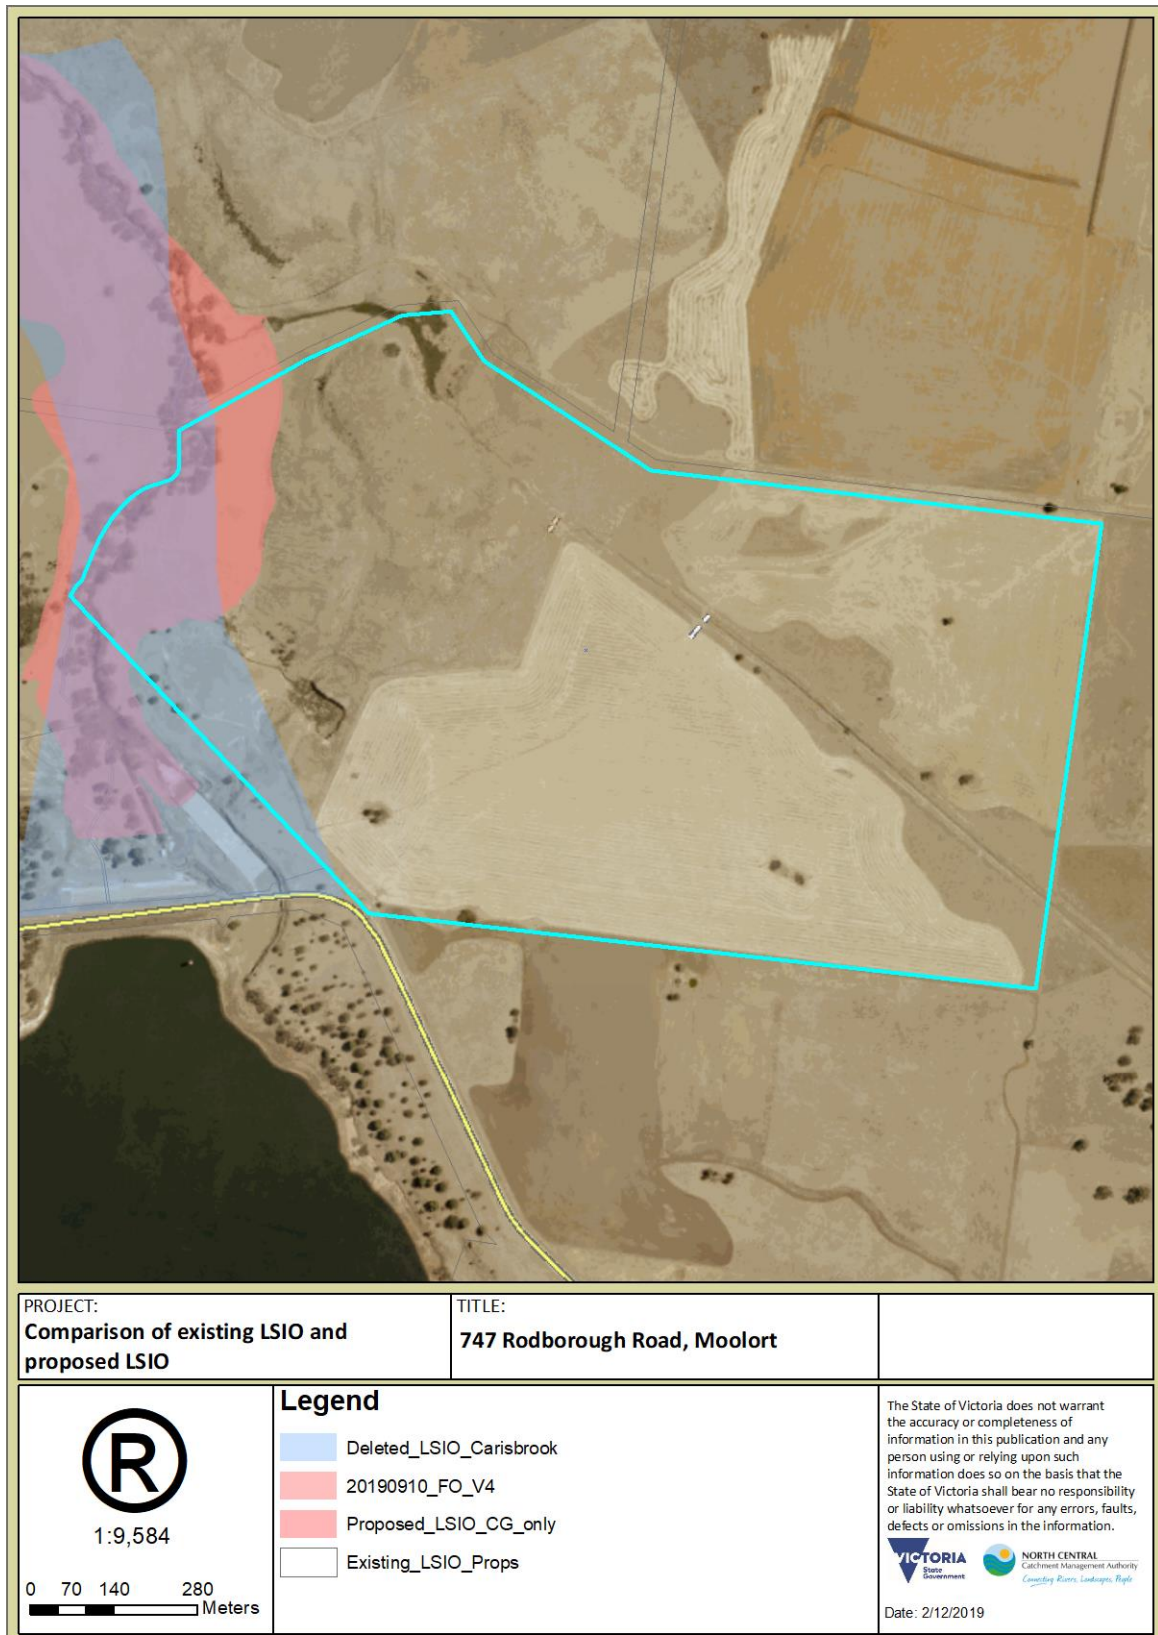 PROJECT:
Comparison of existing LSIO and
proposed LSIO
TITLE:
747 Rodborough Road, Moolort
R
1:9,584
0 70 140 280
Meters
Legend
Deleted_LSIO_Carisbrook
20190910_FO_V4
Proposed_LSIO_CG_only
Existing_LSIO_Props
The State of Victoria does not warrant
the accuracy or completeness of
information in this publication and any
person using or relying upon such
information does so on the basis that the
State of Victoria shall bear no responsibility
or liability whatsoever for any errors, faults,
defects or omissions in the information.
VICTORIA
State
Government
NORTH CENTRAL
Catchment Management Authority
Connecting Rivers, Landscapes, People
Date: 2/12/2019